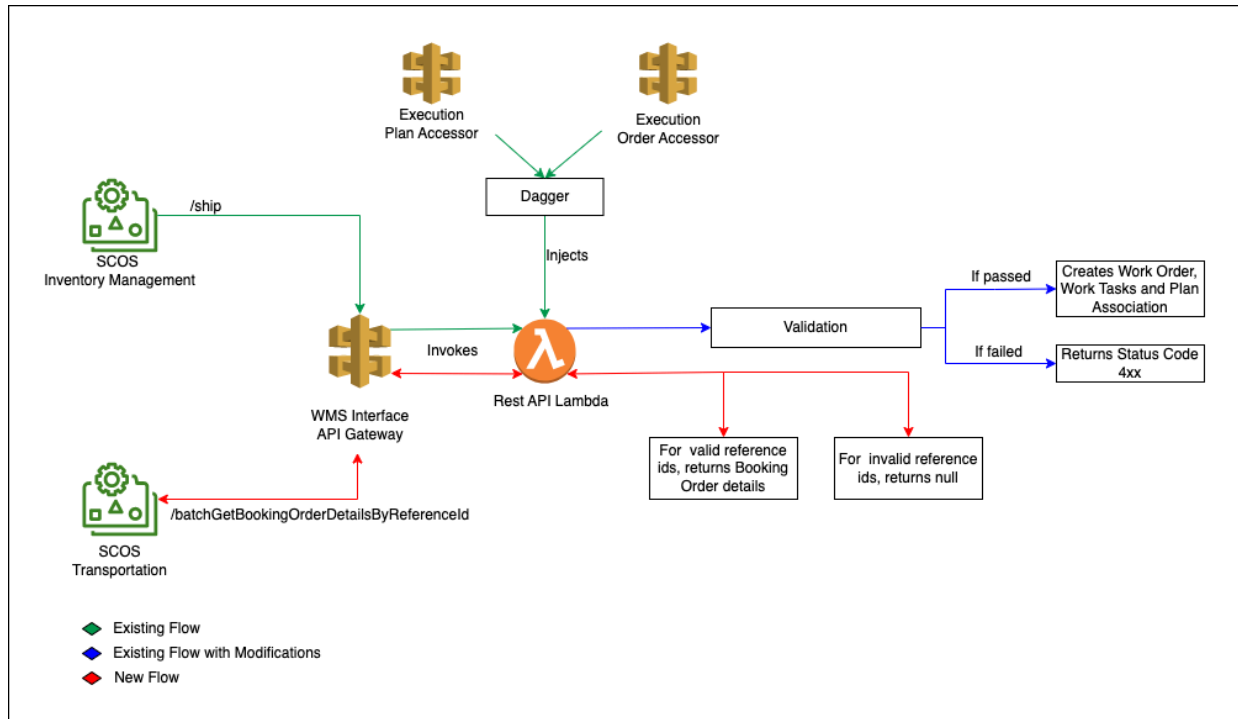 Execution
Plan Accessor
Execution
Order Accessor
Dagger
/ship
SCOS
Inventory Management
Injects
If passed
Creates Work Order,
Work Tasks and Plan
Association
Validation
Invokes
If failed
Returns Status Code
4xx
Rest API Lambda
WMS Interface
API Gateway
For valid reference
ids, returns Booking
Order details
For invalid reference
ids, returns null
/batchGetBookingOrderDetailsByReferenceId
SCOS
Transportation
Existing Flow
Existing Flow with Modifications
New Flow